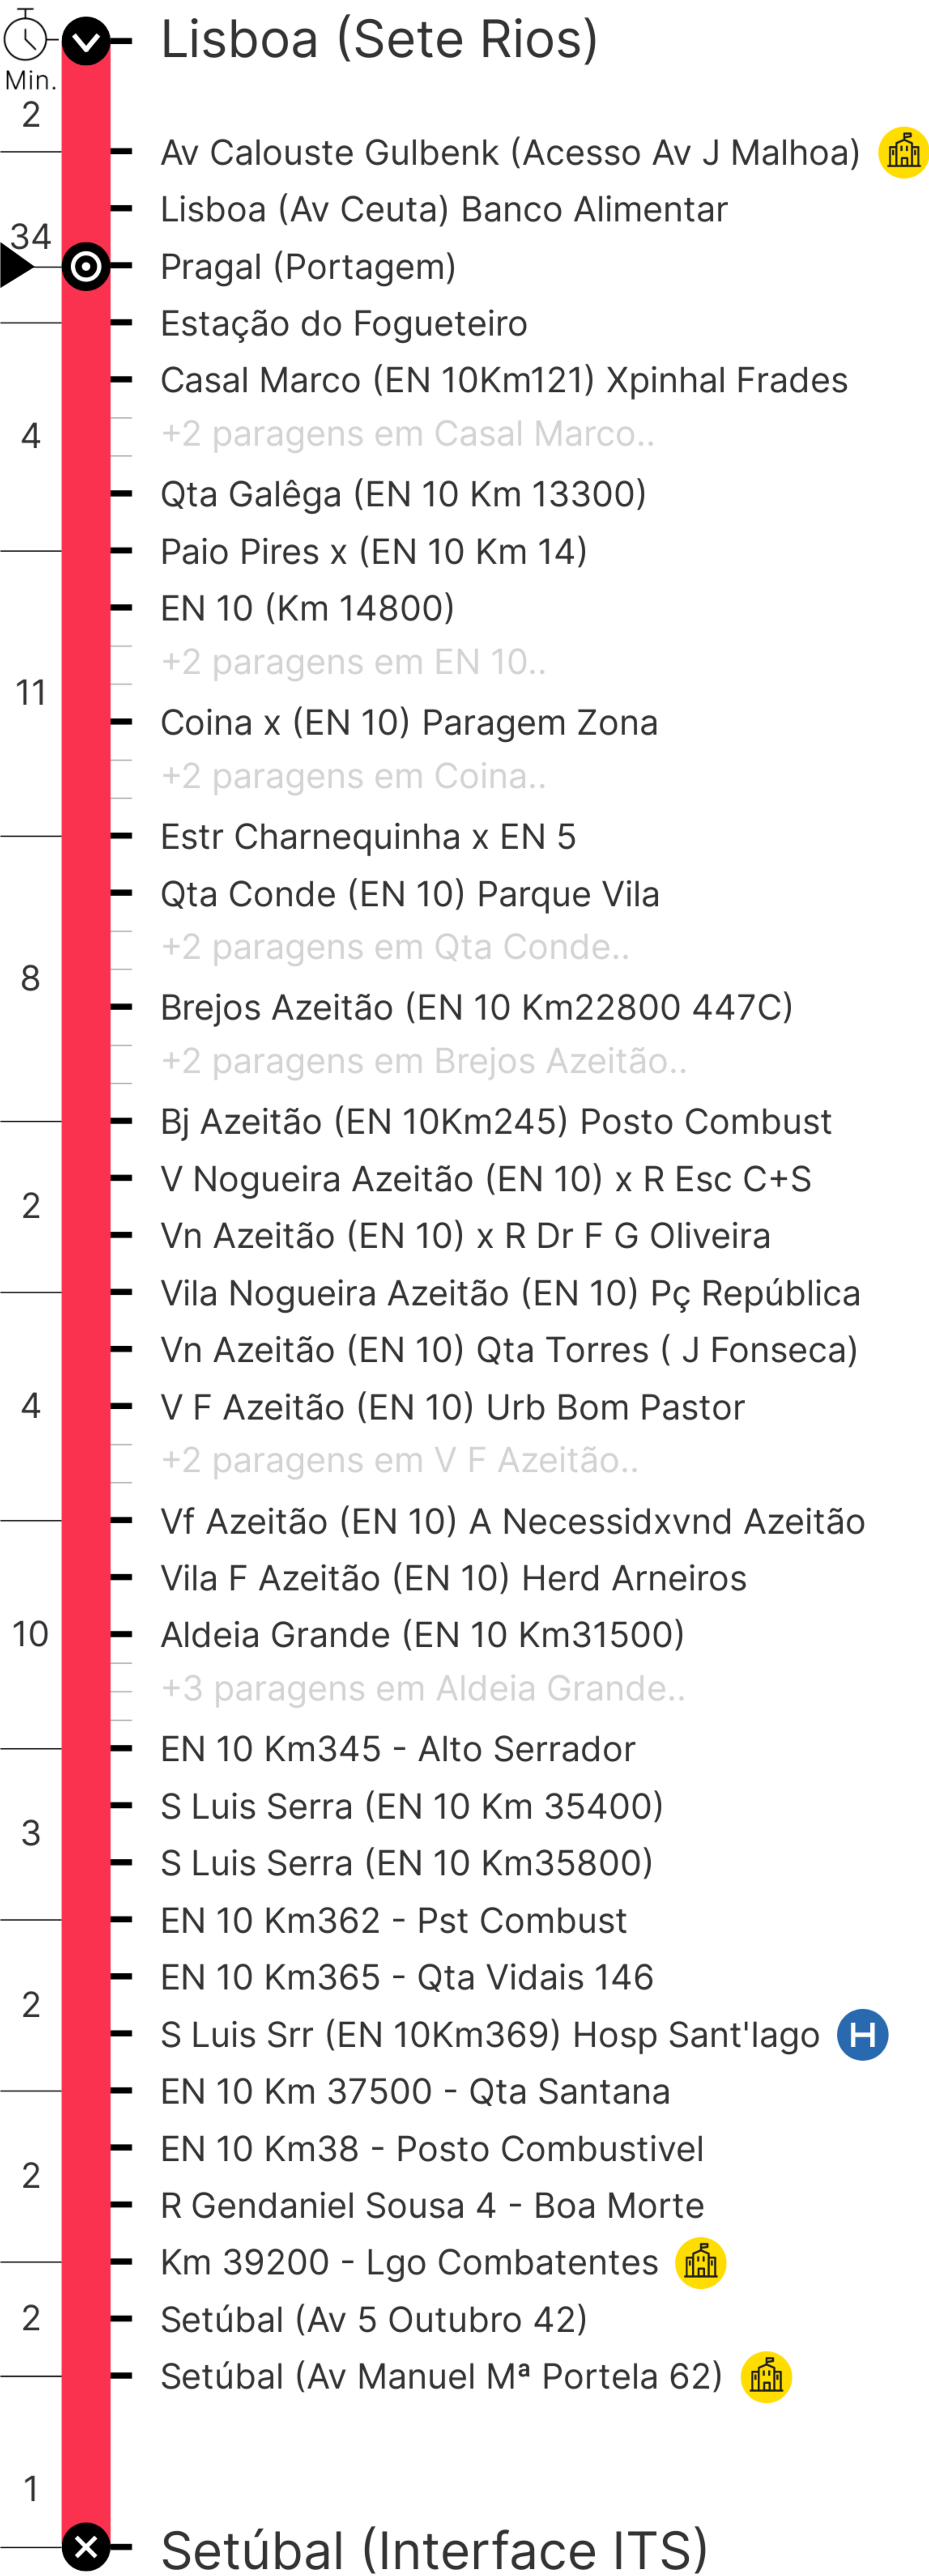 Lisboa (Sete Rios)
Min.
2
Av Calouste Gulbenk (Acesso Av J Malhoa)
Lisboa (Av Ceuta) Banco Alimentar
34
Pragal (Portagem)
Estação do Fogueteiro
Casal Marco (EN 10Km121) Xpinhal Frades
4
+2 paragens em Casal Marco..
Qta Galêga (EN 10 Km 13300)
Paio Pires x (EN 10 Km 14)
EN 10 (Km 14800)
+2 paragens em EN 10..
11
Coina x (EN 10) Paragem Zona
+2 paragens em Coina..
Estr Charnequinha x EN 5
Qta Conde (EN 10) Parque Vila
+2 paragens em Qta Conde..
8
Brejos Azeitão (EN 10 Km22800 447C)
+2 paragens em Brejos Azeitão..
Bj Azeitão (EN 10Km245) Posto Combust
V Nogueira Azeitão (EN 10) x R Esc C+S
2
Vn Azeitão (EN 10) x R Dr F G Oliveira
Vila Nogueira Azeitão (EN 10) Pç República
Vn Azeitão (EN 10) Qta Torres ( J Fonseca)
4
V F Azeitão (EN 10) Urb Bom Pastor
+2 paragens em V F Azeitão..
Vf Azeitão (EN 10) A Necessidxvnd Azeitão
Vila F Azeitão (EN 10) Herd Arneiros
10
Aldeia Grande (EN 10 Km31500)
+3 paragens em Aldeia Grande..
EN 10 Km345 - Alto Serrador
S Luis Serra (EN 10 Km 35400)
3
S Luis Serra (EN 10 Km35800)
EN 10 Km362 - Pst Combust
EN 10 Km365 - Qta Vidais 146
2
S Luis Srr (EN 10Km369) Hosp Sant'Iago H
EN 10 Km 37500 - Qta Santana
EN 10 Km38 - Posto Combustivel
2
R Gendaniel Sousa 4 - Boa Morte
Km 39200 - Lgo Combatentes
2
Setúbal (Av 5 Outubro 42)
Setúbal (Av Manuel Mª Portela 62)
1
Setúbal (Interface ITS)